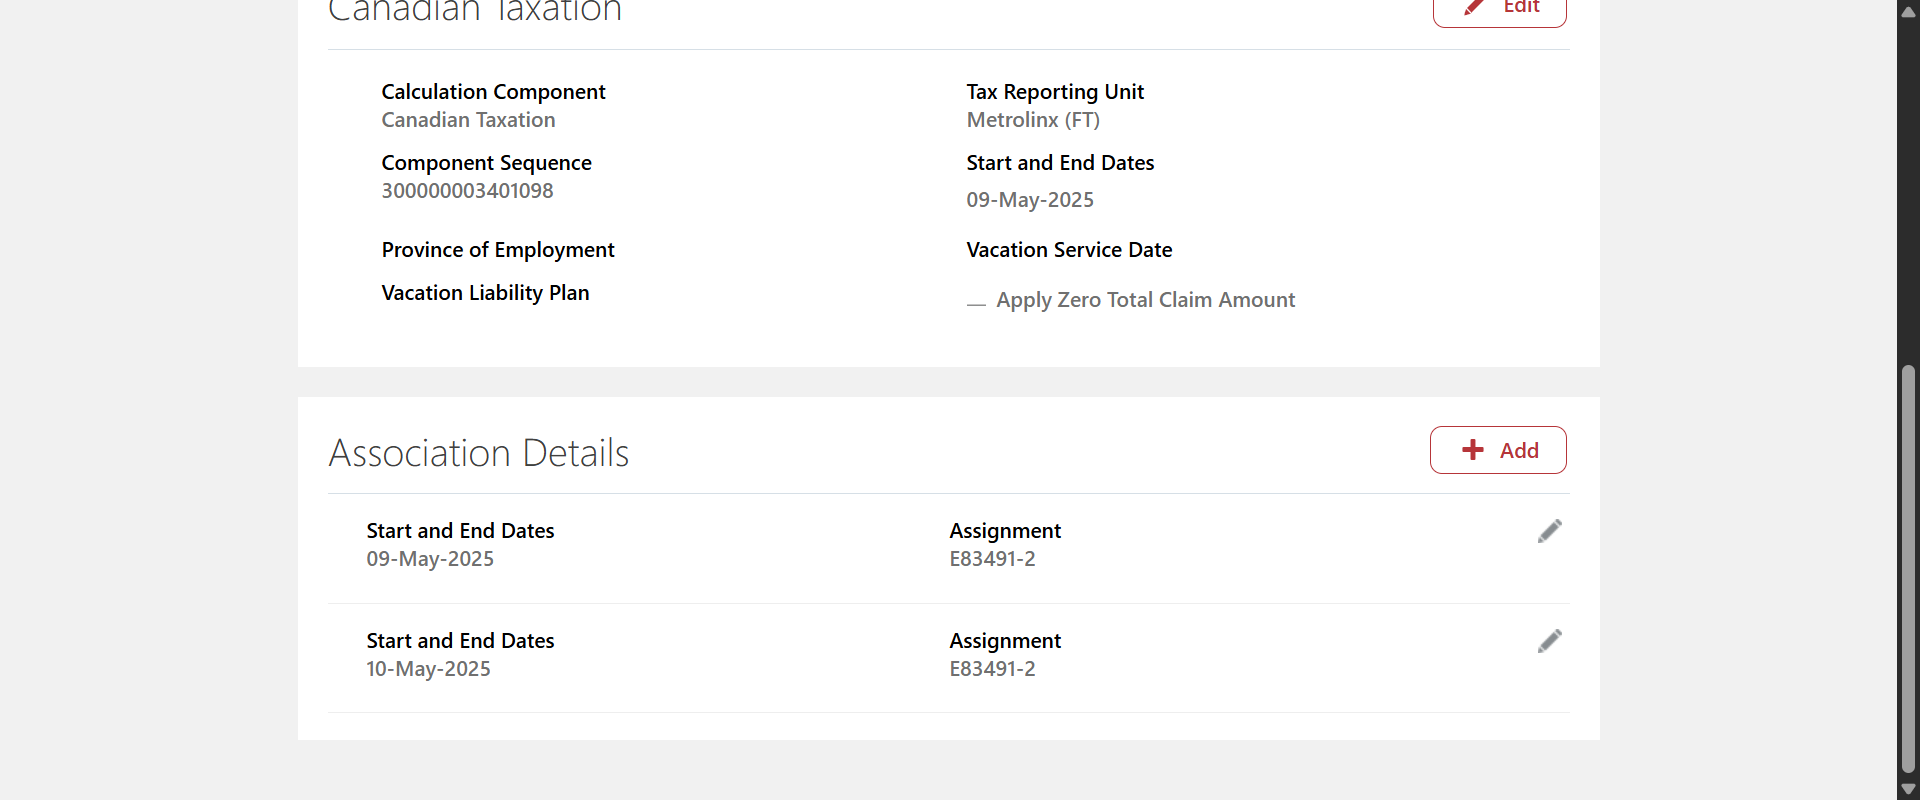 Canadian Taxation
Edit
Calculation Component
Canadian Taxation
Tax Reporting Unit
Metrolinx (FT)
Component Sequence
300000003401098
Start and End Dates
09-May-2025
Province of Employment
Vacation Service Date
Vacation Liability Plan
Apply Zero Total Claim Amount
Association Details
Add
Start and End Dates
09-May-2025
Assignment
E83491-2
Start and End Dates
10-May-2025
Assignment
E83491-2